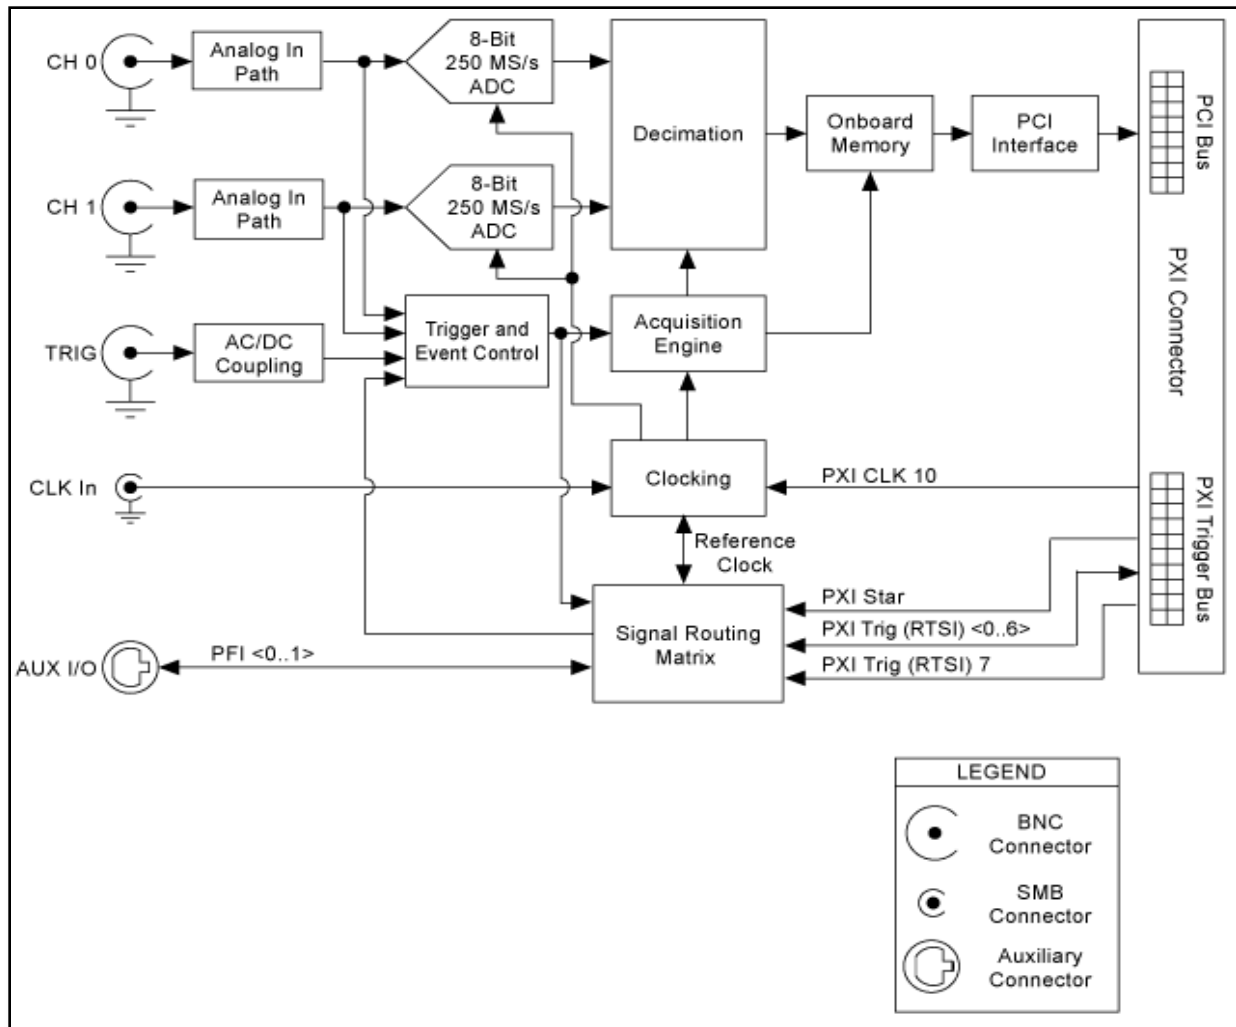 CH 0
Analog In
Path
8-Bit
250 MS/s
ADC
Decimation
Onboard
Memory
PCI
Interface
PCI Bus
CH 1
Analog In
Path
8-Bit
250 MS/s
ADC
PXI Connector
TRIG
AC/DC
Coupling
Trigger and
Event Control
Acquisition
Engine
CLK In
Clocking
PXI CLK 10
PXI Trigger Bus
Reference
Clock
PXI Star
PXI Trig (RTSI) <0..6>
PXI Trig (RTSI) 7
Signal Routing
Matrix
AUX I/O
PFI <0..1>
LEGEND
BNC
Connector
SMB
Connector
Auxiliary
Connector